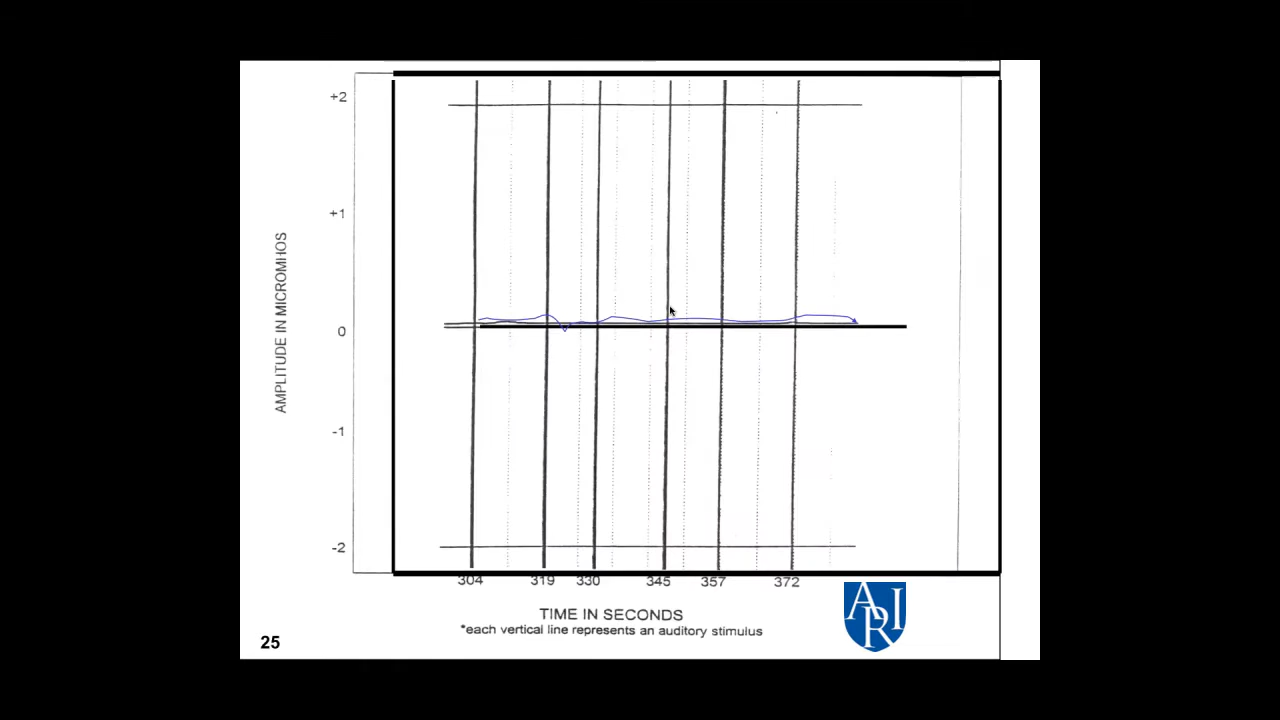 +2
+1
0
-1
-2
AMPLITUDE IN MICROMHOS
304 319 330 345 357 372
TIME IN SECONDS
*each vertical line represents an auditory stimulus
25
ARI